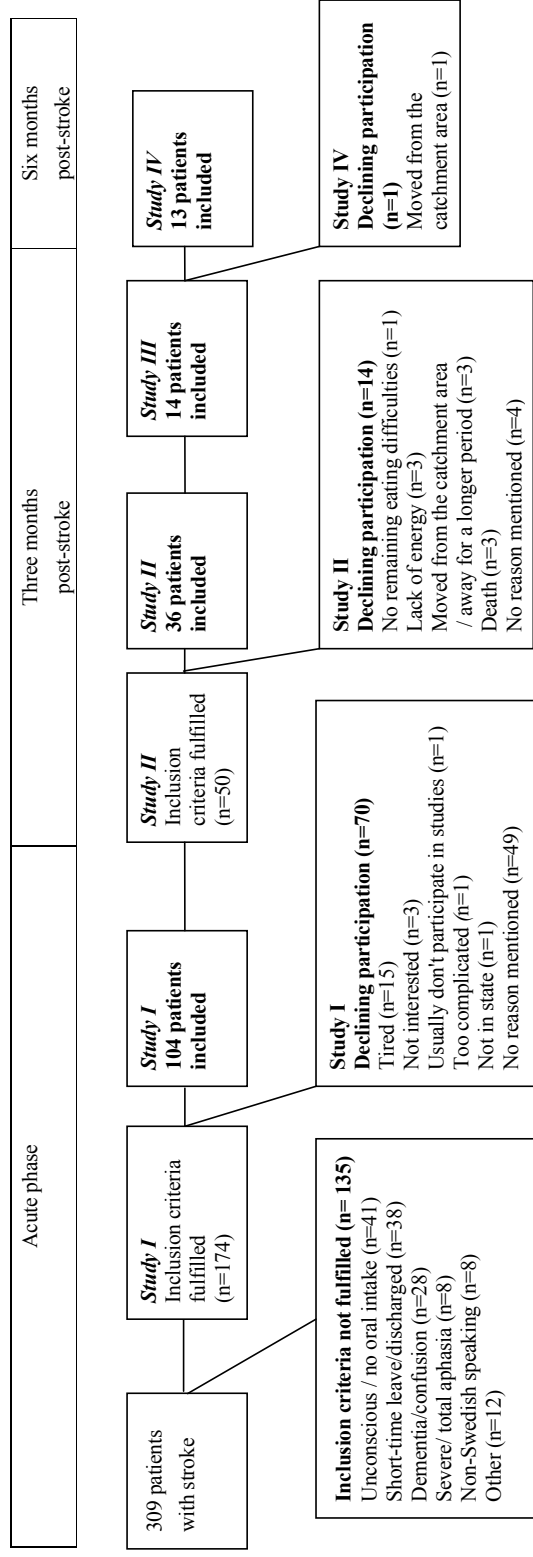 Acute phase
Three months
post-stroke
Six months
post-stroke
309 patients
with stroke
Study I
Inclusion criteria
fulfilled
(n=174)
Study I
104 patients
included
Study II
Inclusion
criteria fulfilled
(n=50)
Study II
36 patients
included
Study III
14 patients
included
Study IV
13 patients
included
Inclusion criteria not fulfilled (n= 135)
Unconscious / no oral intake (n=41)
Short-time leave/discharged (n=38)
Dementia/confusion (n=28)
Severe/ total aphasia (n=8)
Non-Swedish speaking (n=8)
Other (n=12)
Study I
Declining participation (n=70)
Tired (n=15)
Not interested (n=3)
Usually don't participate in studies (n=1)
Too complicated (n=1)
Not in state (n=1)
No reason mentioned (n=49)
Study II
Declining participation (n=14)
No remaining eating difficulties (n=1)
Lack of energy (n=3)
Moved from the catchment area
/ away for a longer period (n=3)
Death (n=3)
No reason mentioned (n=4)
Study IV
Declining participation
(n=1)
Moved from the
catchment area (n=1)